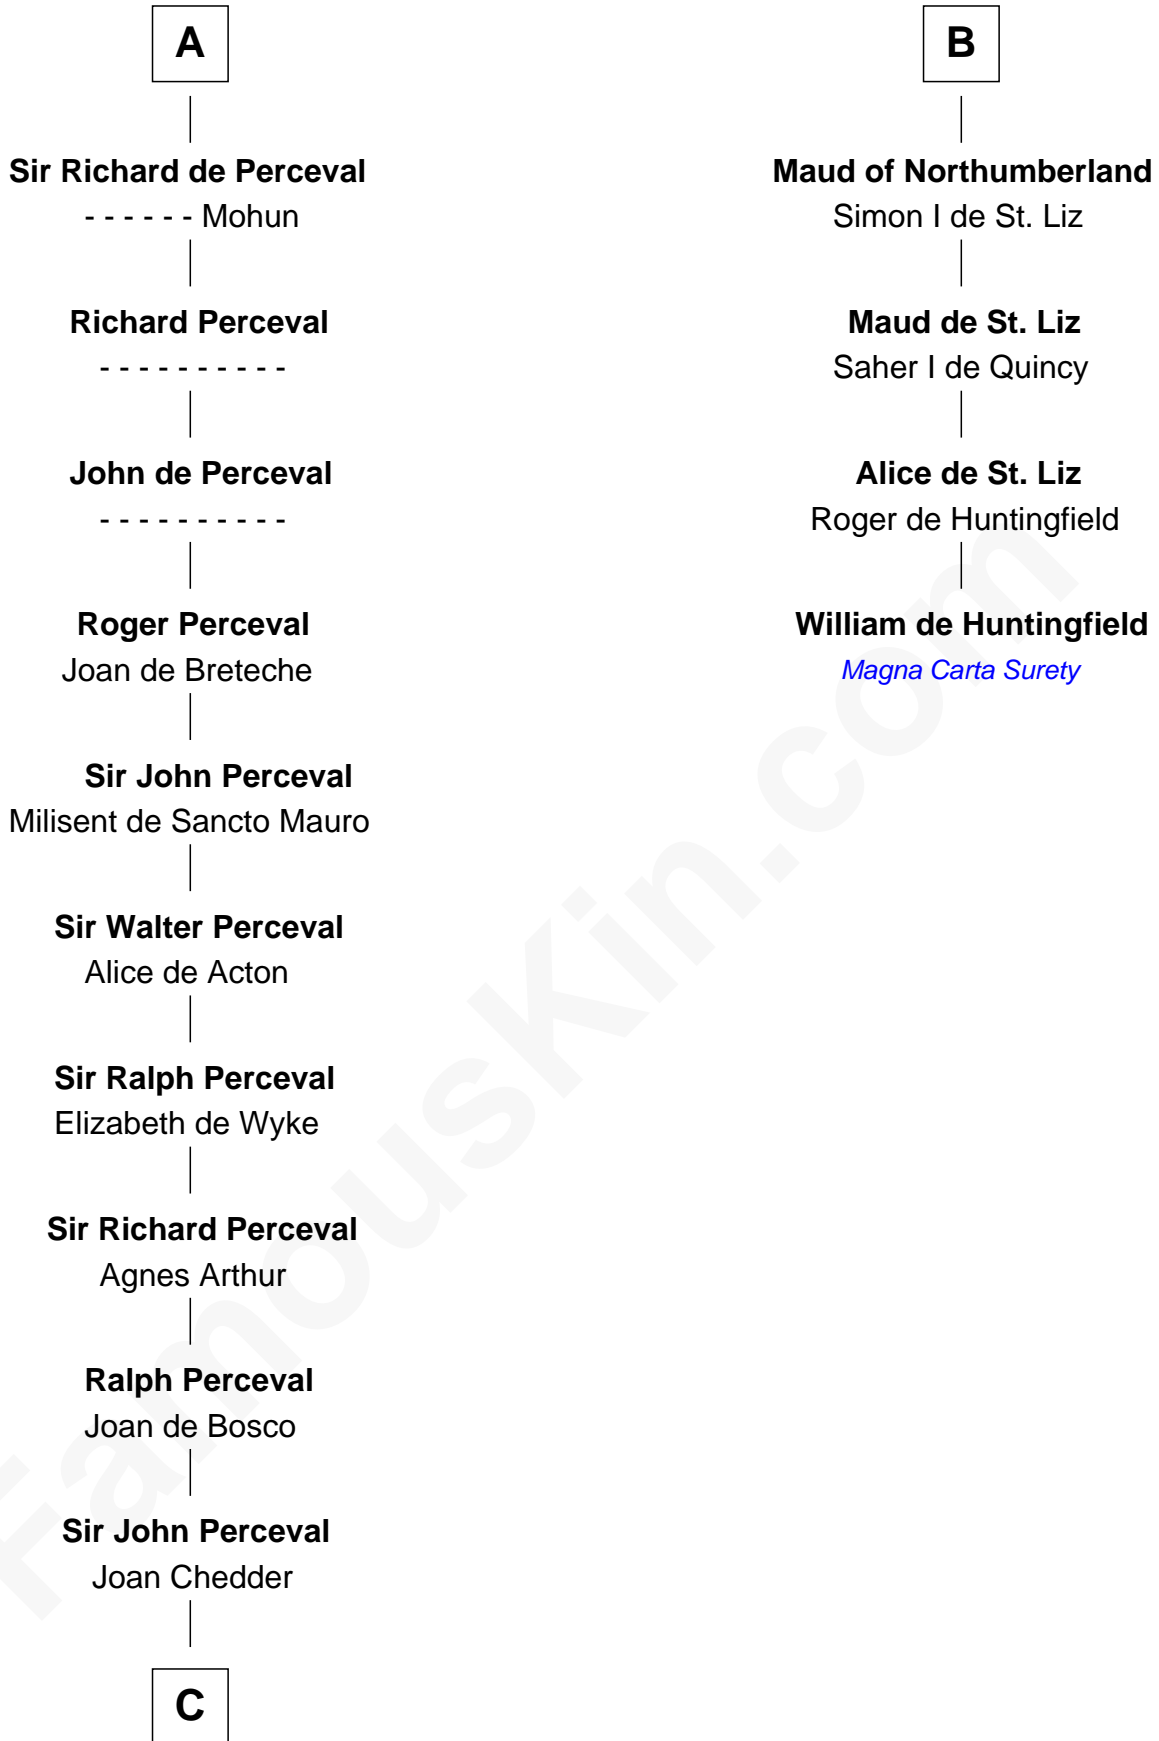 A
Sir Richard de Perceval
- - - - - - Mohun
Richard Perceval
- - - - - - - - - -
John de Perceval
- - - - - - - - - -
Roger Perceval
Joan de Breteche
Sir John Perceval
Milisent de Sancto Mauro
Sir Walter Perceval
Alice de Acton
Sir Ralph Perceval
Elizabeth de Wyke
Sir Richard Perceval
Agnes Arthur
Ralph Perceval
Joan de Bosco
Sir John Perceval
Joan Chedder
C
B
Maud of Northumberland
Simon I de St. Liz
Maud de St. Liz
Saher I de Quincy
Alice de St. Liz
Roger de Huntingfield
William de Huntingfield
Magna Carta Surety
FamousKin.com